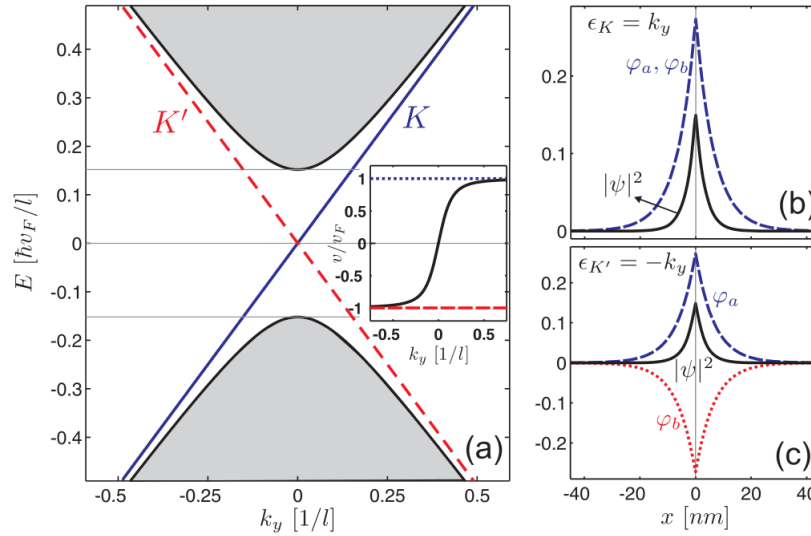 0.4
0.3
0.2
0.1
0
-0.1
-0.2
-0.3
-0.4
E [ħv_F/l]
-0.5
-0.25
0
0.25
0.5
k_y [1/l]
K'
K
(a)
1
0.5
0
-0.5
-1
v/v_F
-0.5
0
0.5
k_y [1/l]
ϵ_K = k_y
φ_a, φ_b
|ψ|²
(b)
0.2
0.1
0
ϵ_K' = -k_y
φ_a
|ψ|²
φ_b
(c)
0.2
0.1
0
-0.1
-0.2
-40
-20
0
20
40
x [nm]